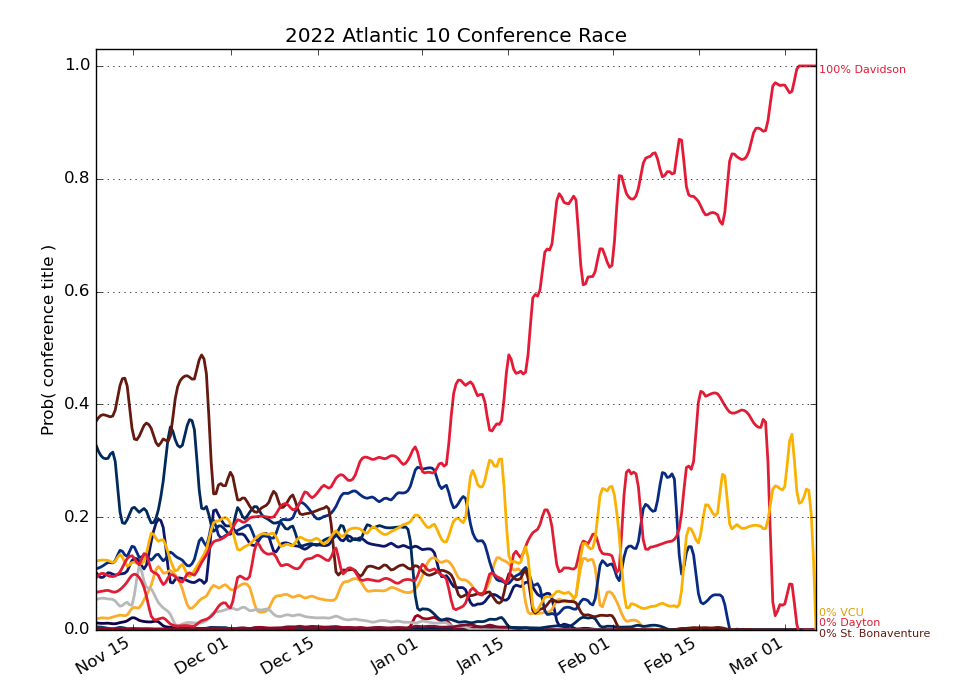 2022 Atlantic 10 Conference Race
Prob( conference title )
1.0
0.8
0.6
0.4
0.2
0.0
Nov 15
Dec 01
Dec 15
Jan 01
Jan 15
Feb 01
Feb 15
Mar 01
100% Davidson
0% VCU
0% Dayton
0% St. Bonaventure